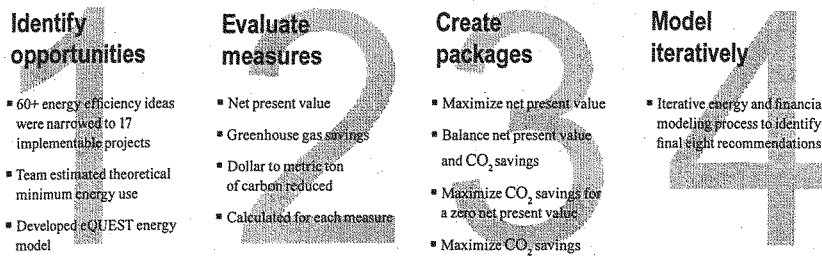 1
Identify
opportunities
▪ 60+ energy efficiency ideas
were narrowed to 17
implementable projects
▪ Team estimated theoretical
minimum energy use
▪ Developed eQUEST energy
model
2
Evaluate
measures
▪ Net present value
▪ Greenhouse gas savings
▪ Dollar to metric ton
of carbon reduced
▪ Calculated for each measure
3
Create
packages
▪ Maximize net present value
▪ Balance net present value
and CO₂ savings
▪ Maximize CO₂ savings for
a zero net present value
▪ Maximize CO₂ savings
4
Model
iteratively
▪ Iterative energy and financia
modeling process to identify
final eight recommendations